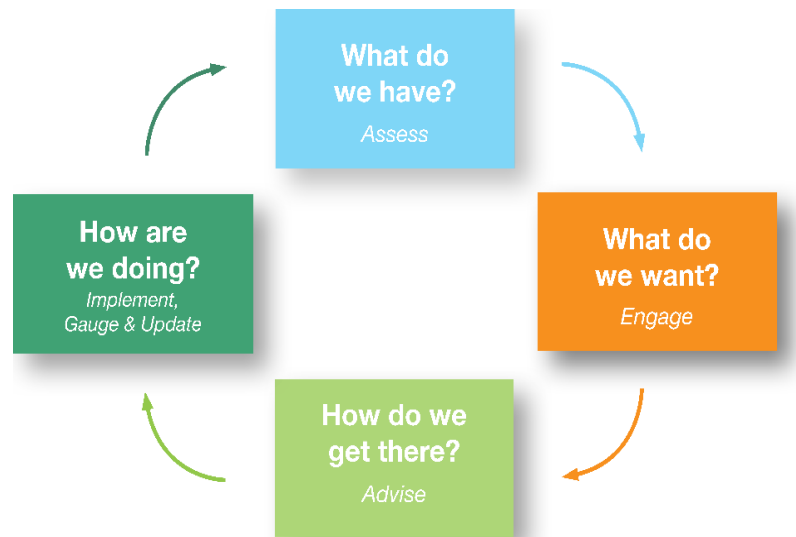 What do
we have?
Assess
What do
we want?
Engage
How do we
get there?
Advise
How are
we doing?
Implement,
Gauge & Update